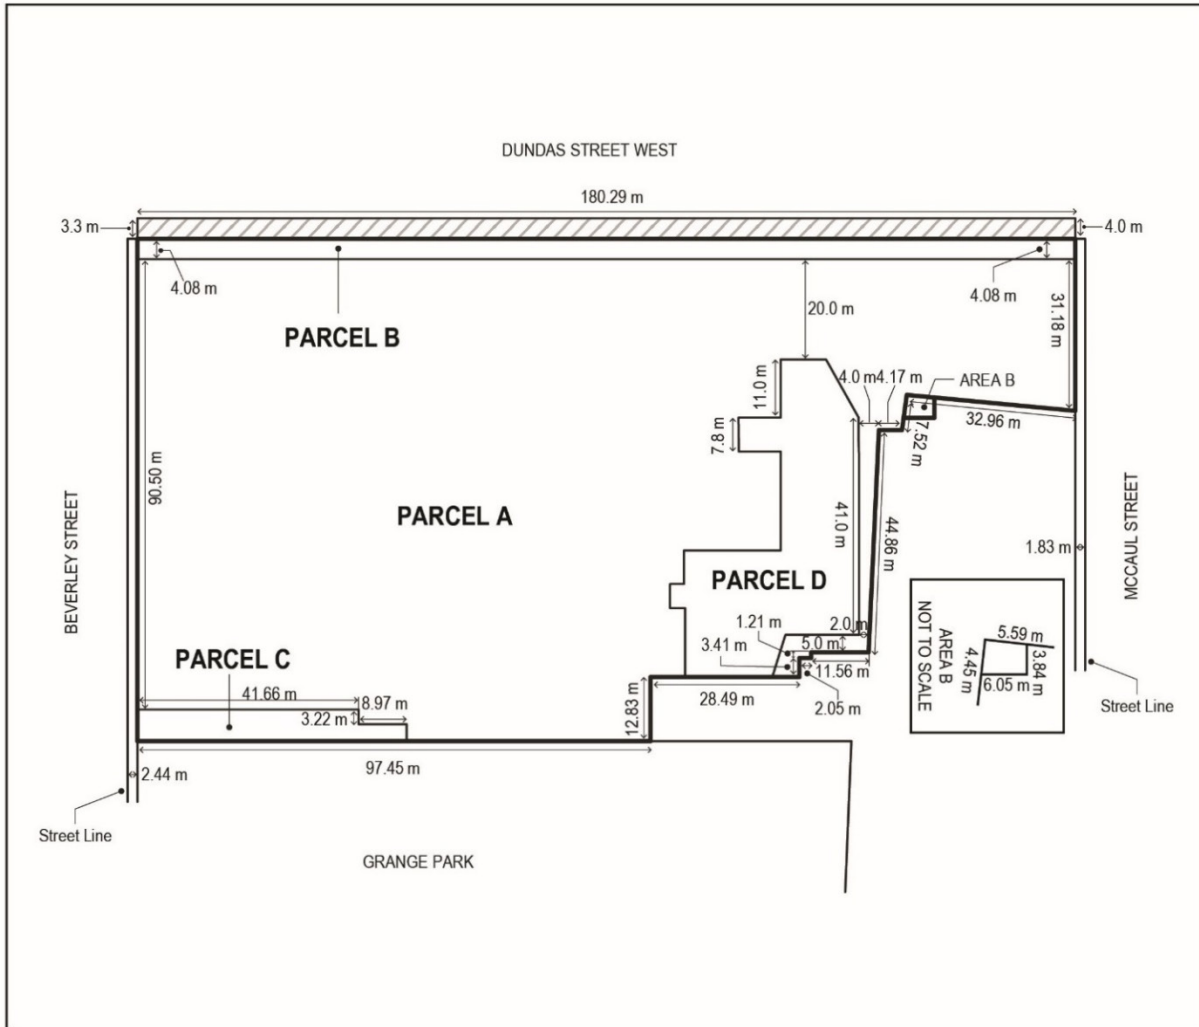 DUNDAS STREET WEST
180.29 m
3.3 m
4.0 m
4.08 m
4.08 m
PARCEL B
20.0 m
31.18 m
11.0 m
4.0 m
4.17 m
AREA B
32.96 m
7.8 m
7.52 m
90.50 m
BEVERLEY STREET
PARCEL A
41.0 m
44.86 m
MCCAUL STREET
1.83 m
PARCEL D
AREA B
NOT TO SCALE
5.59 m
3.84 m
4.45 m
6.05 m
1.21 m
2.0 m
3.41 m
5.0 m
PARCEL C
11.56 m
41.66 m
8.97 m
28.49 m
2.05 m
3.22 m
12.83 m
Street Line
97.45 m
2.44 m
Street Line
GRANGE PARK